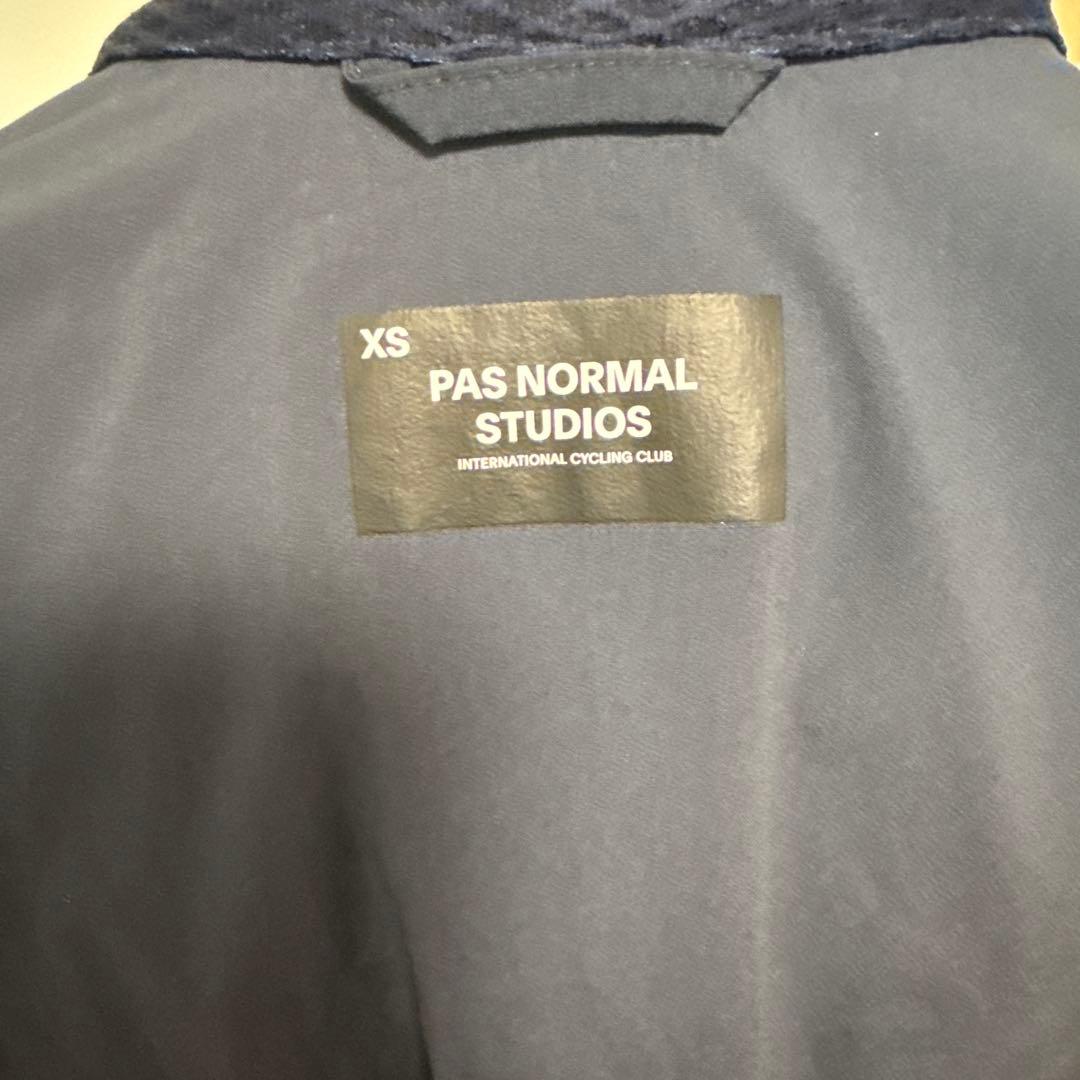 XS
PAS NORMAL
STUDIOS
INTERNATIONAL CYCLING CLUB